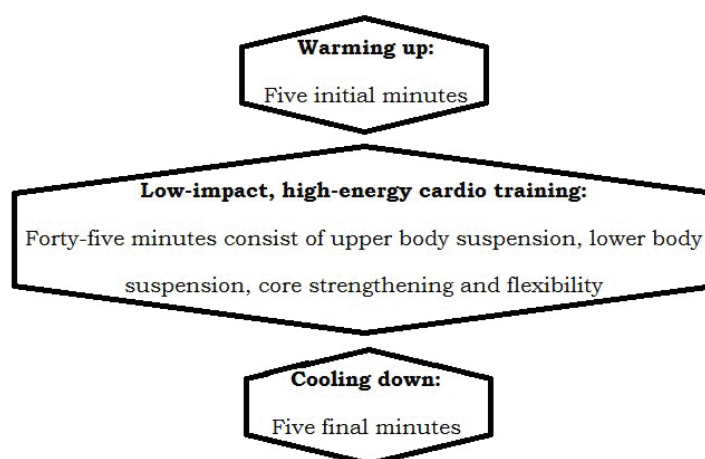 Warming up:
Five initial minutes
Low-impact, high-energy cardio training:
Forty-five minutes consist of upper body suspension, lower body
suspension, core strengthening and flexibility
Cooling down:
Five final minutes